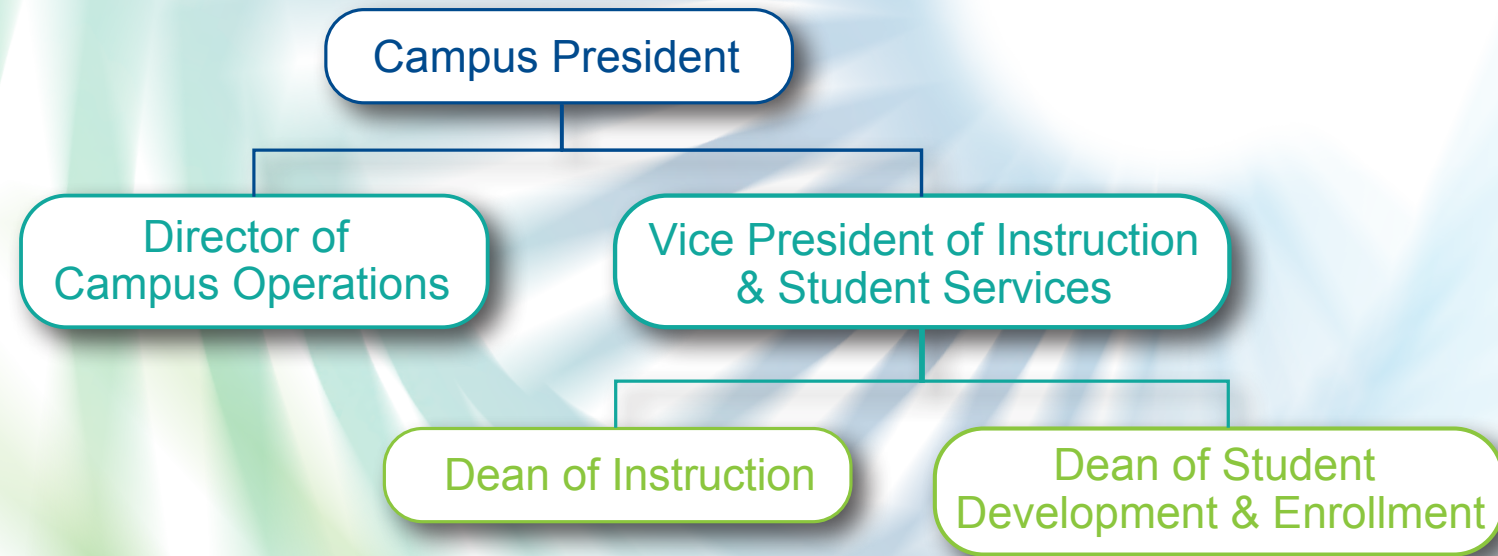 Campus President
Director of
Campus Operations
Vice President of Instruction
& Student Services
Dean of Instruction
Dean of Student
Development & Enrollment